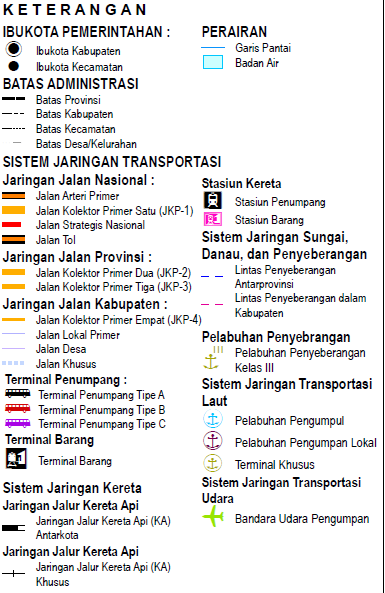 KETERANGAN
IBUKOTA PEMERINTAHAN :
Ibukota Kabupaten
Ibukota Kecamatan
BATAS ADMINISTRASI
Batas Provinsi
Batas Kabupaten
Batas Kecamatan
Batas Desa/Kelurahan
SISTEM JARINGAN TRANSPORTASI
Jaringan Jalan Nasional :
Jalan Arteri Primer
Jalan Kolektor Primer Satu (JKP-1)
Jalan Strategis Nasional
Jalan Tol
Jaringan Jalan Provinsi :
Jalan Kolektor Primer Dua (JKP-2)
Jalan Kolektor Primer Tiga (JKP-3)
Jaringan Jalan Kabupaten :
Jalan Kolektor Primer Empat (JKP-4)
Jalan Lokal Primer
Jalan Desa
Jalan Khusus
Terminal Penumpang :
Terminal Penumpang Tipe A
Terminal Penumpang Tipe B
Terminal Penumpang Tipe C
Terminal Barang
Terminal Barang
Sistem Jaringan Kereta
Jaringan Jalur Kereta Api
Jaringan Jalur Kereta Api (KA)
Antarkota
Jaringan Jalur Kereta Api
Jaringan Jalur Kereta Api (KA)
Khusus
PERAIRAN
Garis Pantai
Badan Air
Stasiun Kereta
Stasiun Penumpang
Stasiun Barang
Sistem Jaringan Sungai,
Danau, dan Penyeberangan
Lintas Penyeberangan
Antarprovinsi
Lintas Penyeberangan dalam
Kabupaten
Pelabuhan Penyebrangan
III
Pelabuhan Penyeberangan
Kelas III
Sistem Jaringan Transportasi
Laut
Pelabuhan Pengumpul
Pelabuhan Pengumpan Lokal
Terminal Khusus
Sistem Jaringan Transportasi
Udara
Bandara Udara Pengumpan